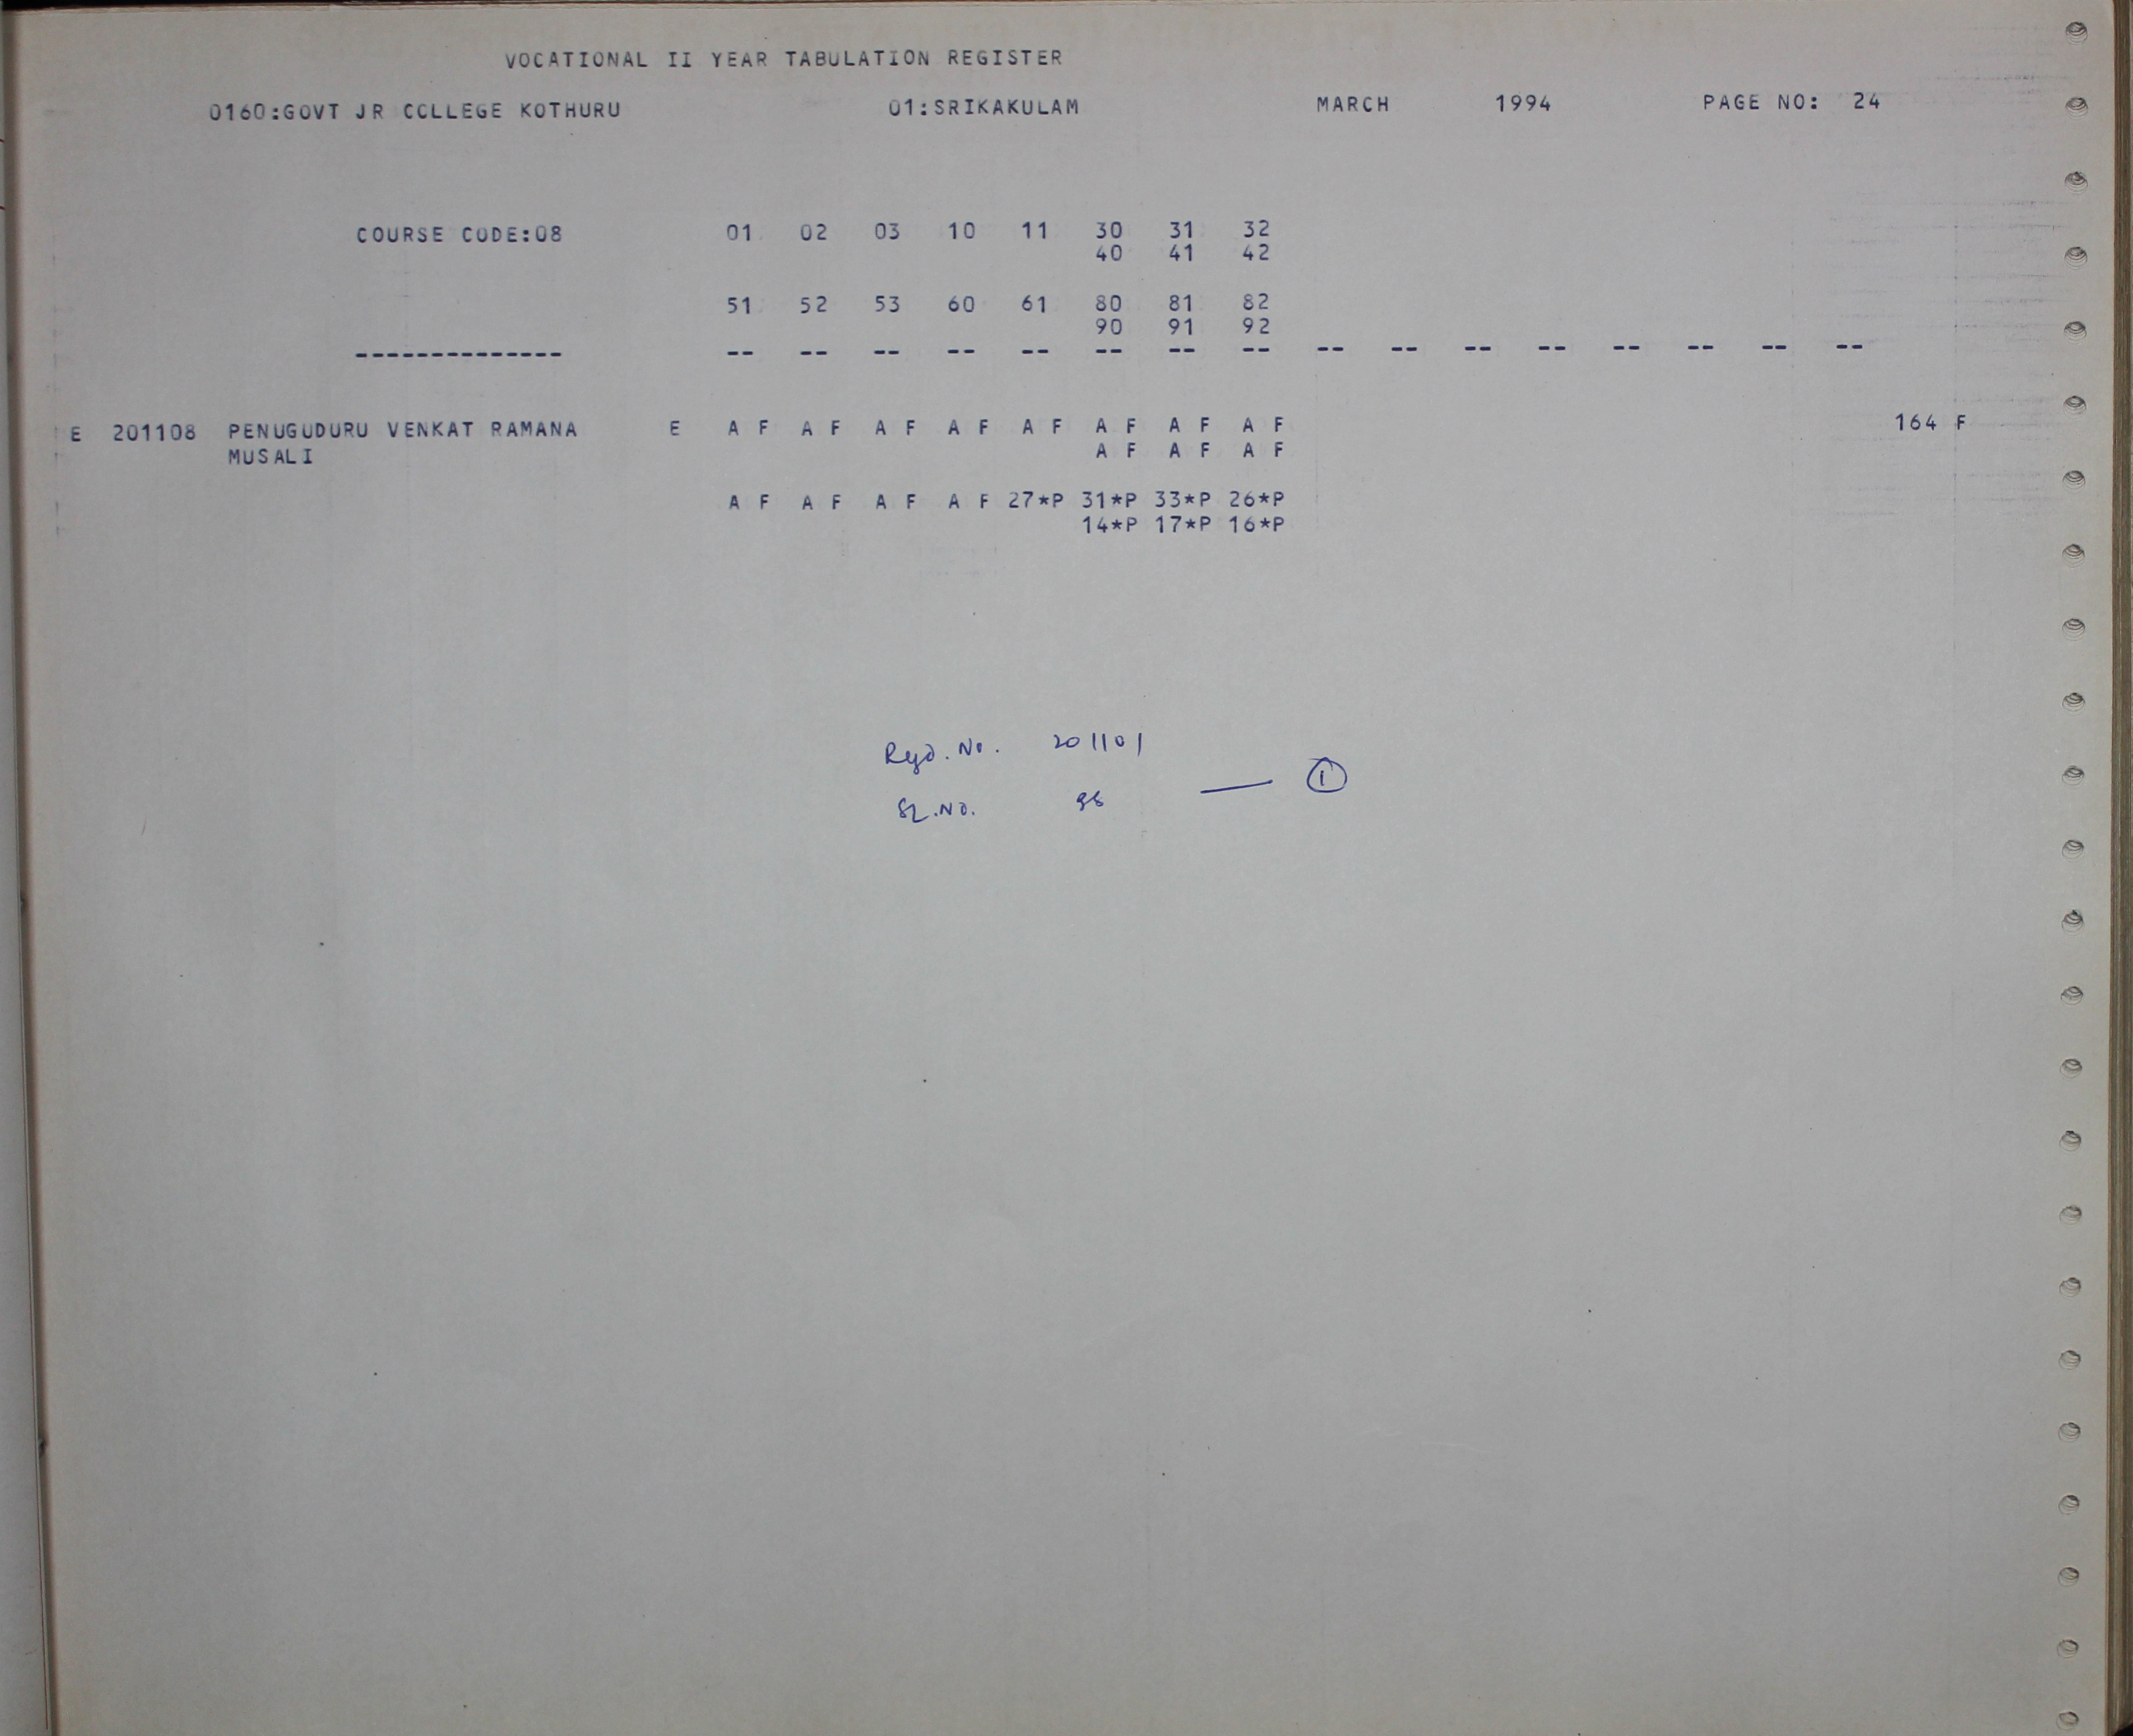 VOCATIONAL II YEAR TABULATION REGISTER
0160:GOVT JR CCLLEGE KOTHURU 01:SRIKAKULAM MARCH 1994 PAGE NO: 24
COURSE CODE:08 01 02 03 10 11 30 31 32
40 41 42
51 52 53 60 61 80 81 82
90 91 92
-------------- -- -- -- -- -- -- -- -- -- -- -- -- -- -- -- --
E 201108 PENUGUDURU VENKAT RAMANA E A F A F A F A F A F A F A F A F 164 F
MUSALI A F A F A F
A F A F A F A F 27*P 31*P 33*P 26*P
14*P 17*P 16*P
Regd. No. 201101
SL.No. — 1